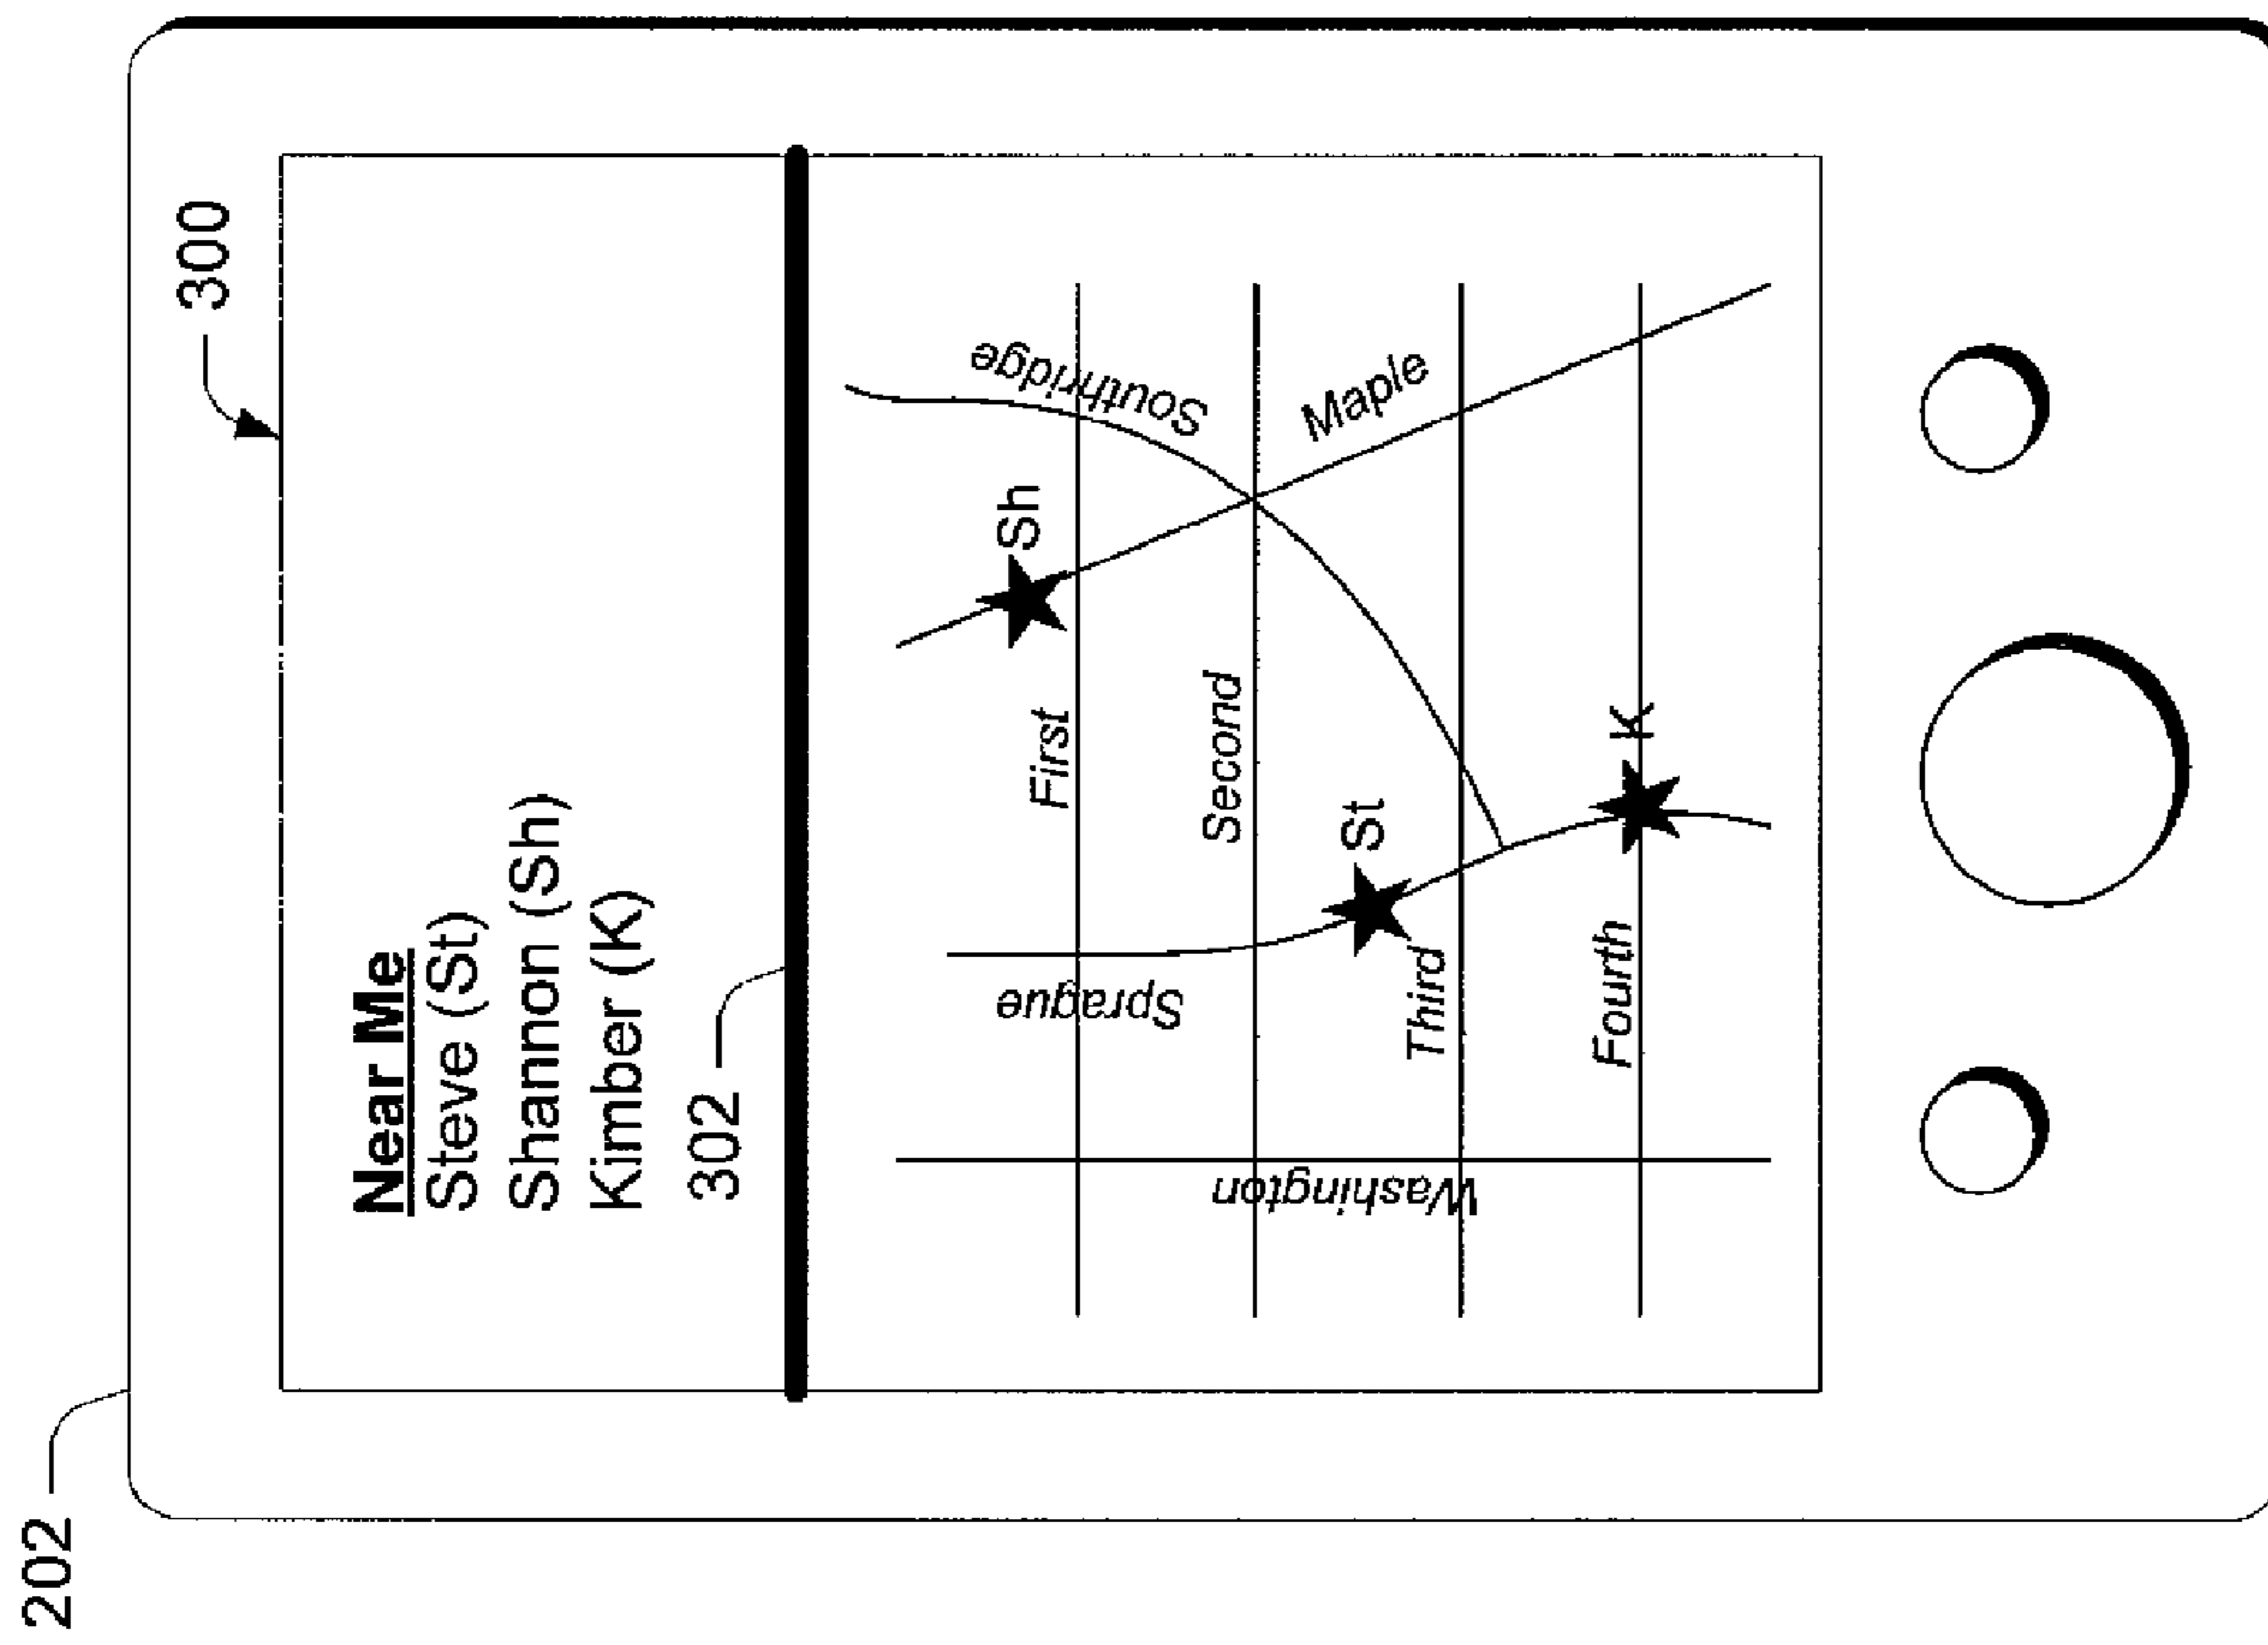 202
300
Near Me
Steve (St)
Shannon (Sh)
Kimber (K)
302
Southridge
Sh
Maple
First
Second
St
Sprague
K
Third
Fourth
Washington